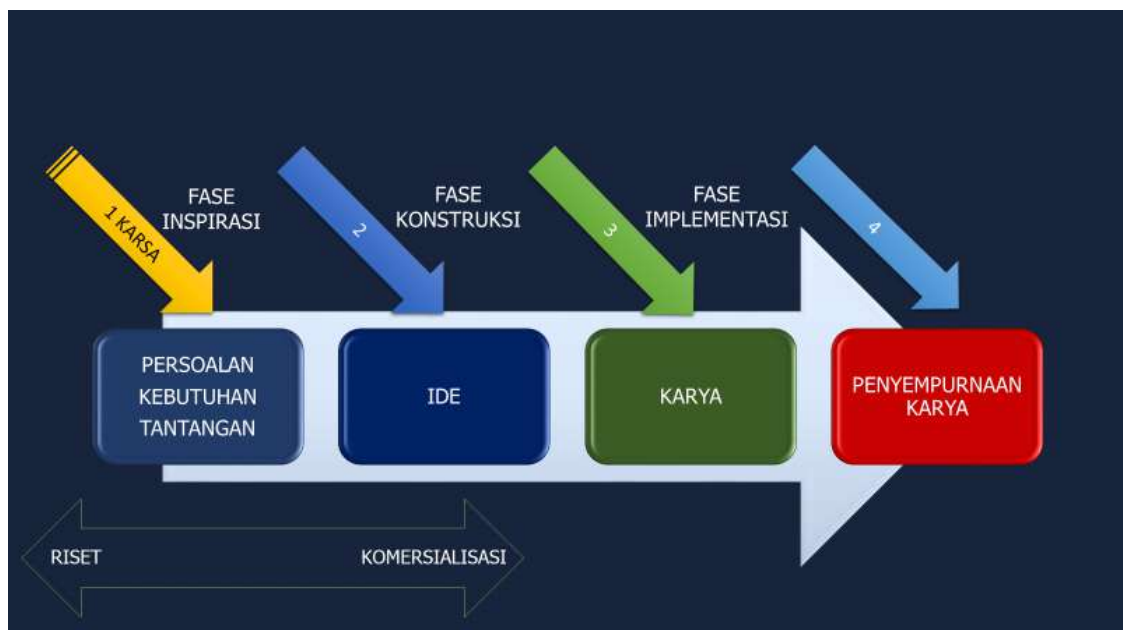 1 KARSA
FASE
INSPIRASI
2
FASE
KONSTRUKSI
3
FASE
IMPLEMENTASI
4
PERSOALAN
KEBUTUHAN
TANTANGAN
IDE
KARYA
PENYEMPURNAAN
KARYA
RISET
KOMERSIALISASI